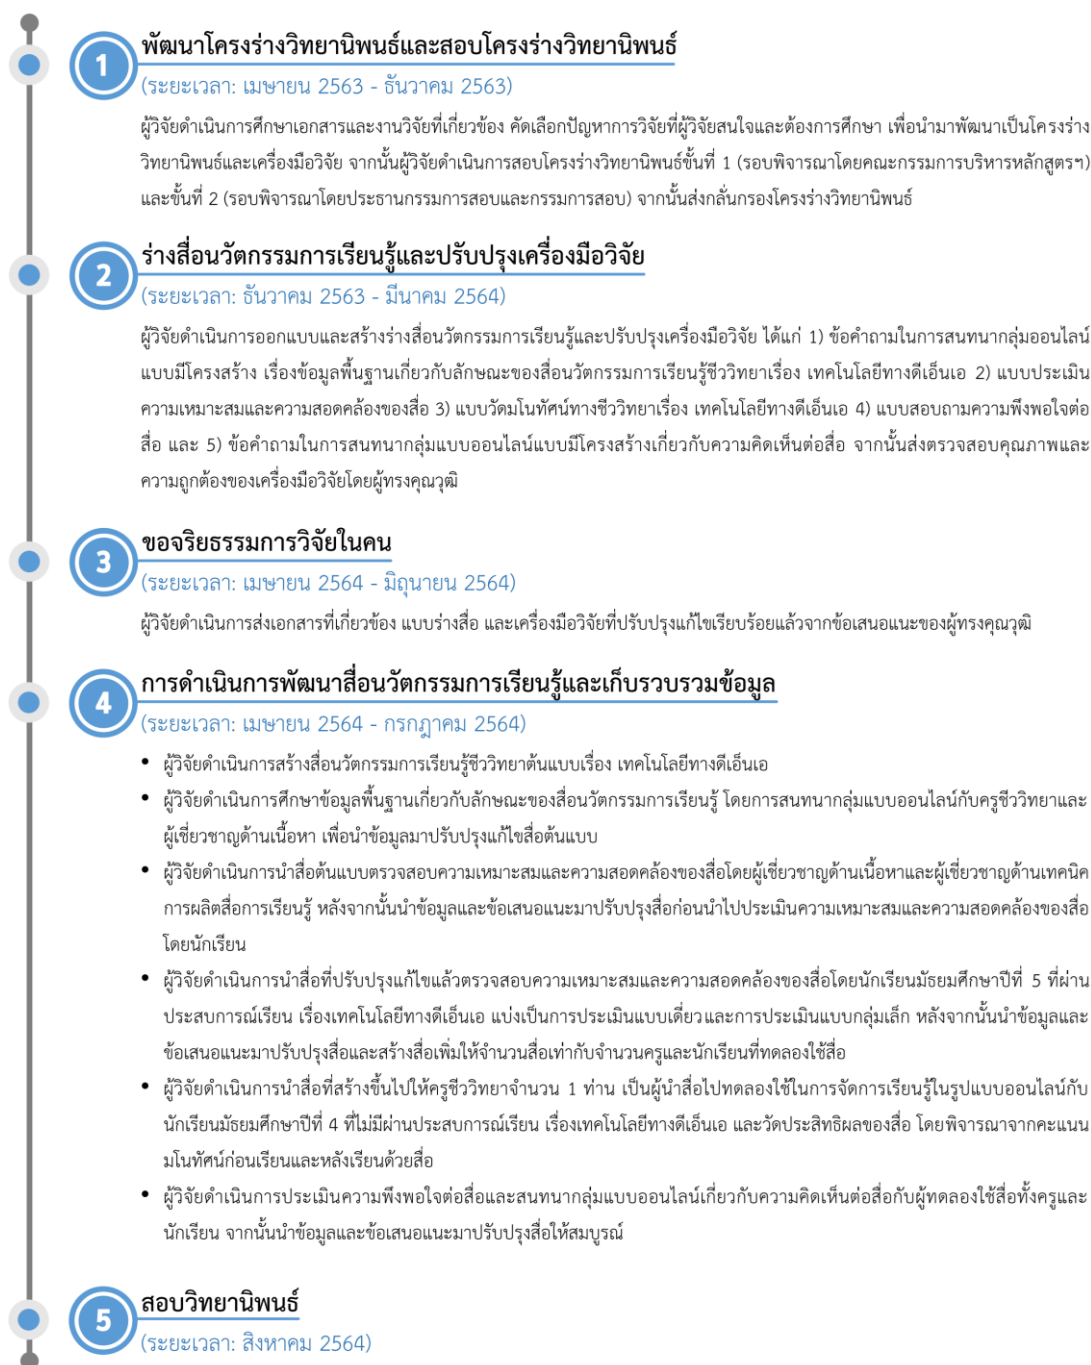 1
พัฒนาโครงร่างวิทยานิพนธ์และสอบโครงร่างวิทยานิพนธ์
(ระยะเวลา: เมษายน 2563 - ธันวาคม 2563)
ผู้วิจัยดำเนินการศึกษาเอกสารและงานวิจัยที่เกี่ยวข้อง คัดเลือกปัญหาการวิจัยที่ผู้วิจัยสนใจและต้องการศึกษา เพื่อนำมาพัฒนาเป็นโครงร่าง
วิทยานิพนธ์และเครื่องมือวิจัย จากนั้นผู้วิจัยดำเนินการสอบโครงร่างวิทยานิพนธ์ขั้นที่ 1 (รอบพิจารณาโดยคณะกรรมการบริหารหลักสูตรฯ)
และขั้นที่ 2 (รอบพิจารณาโดยประธานกรรมการสอบและกรรมการสอบ) จากนั้นส่งกลั่นกรองโครงร่างวิทยานิพนธ์
2
ร่างสื่อนวัตกรรมการเรียนรู้และปรับปรุงเครื่องมือวิจัย
(ระยะเวลา: ธันวาคม 2563 - มีนาคม 2564)
ผู้วิจัยดำเนินการออกแบบและสร้างร่างสื่อนวัตกรรมการเรียนรู้และปรับปรุงเครื่องมือวิจัย ได้แก่ 1) ข้อคำถามในการสนทนากลุ่มออนไลน์
แบบมีโครงสร้าง เรื่องข้อมูลพื้นฐานเกี่ยวกับลักษณะของสื่อนวัตกรรมการเรียนรู้ชีววิทยาเรื่อง เทคโนโลยีทางดีเอ็นเอ 2) แบบประเมิน
ความเหมาะสมและความสอดคล้องของสื่อ 3) แบบวัดมโนทัศน์ทางชีววิทยาเรื่อง เทคโนโลยีทางดีเอ็นเอ 4) แบบสอบถามความพึงพอใจต่อ
สื่อ และ 5) ข้อคำถามในการสนทนากลุ่มแบบออนไลน์แบบมีโครงสร้างเกี่ยวกับความคิดเห็นต่อสื่อ จากนั้นส่งตรวจสอบคุณภาพและ
ความถูกต้องของเครื่องมือวิจัยโดยผู้ทรงคุณวุฒิ
3
ขอจริยธรรมการวิจัยในคน
(ระยะเวลา: เมษายน 2564 - มิถุนายน 2564)
ผู้วิจัยดำเนินการส่งเอกสารที่เกี่ยวข้อง แบบร่างสื่อ และเครื่องมือวิจัยที่ปรับปรุงแก้ไขเรียบร้อยแล้วจากข้อเสนอแนะของผู้ทรงคุณวุฒิ
4
การดำเนินการพัฒนาสื่อนวัตกรรมการเรียนรู้และเก็บรวบรวมข้อมูล
(ระยะเวลา: เมษายน 2564 - กรกฎาคม 2564)
• ผู้วิจัยดำเนินการสร้างสื่อนวัตกรรมการเรียนรู้ชีววิทยาต้นแบบเรื่อง เทคโนโลยีทางดีเอ็นเอ
• ผู้วิจัยดำเนินการศึกษาข้อมูลพื้นฐานเกี่ยวกับลักษณะของสื่อนวัตกรรมการเรียนรู้ โดยการสนทนากลุ่มแบบออนไลน์กับครูชีววิทยาและ
ผู้เชี่ยวชาญด้านเนื้อหา เพื่อนำข้อมูลมาปรับปรุงแก้ไขสื่อต้นแบบ
• ผู้วิจัยดำเนินการนำสื่อต้นแบบตรวจสอบความเหมาะสมและความสอดคล้องของสื่อโดยผู้เชี่ยวชาญด้านเนื้อหาและผู้เชี่ยวชาญด้านเทคนิค
การผลิตสื่อการเรียนรู้ หลังจากนั้นนำข้อมูลและข้อเสนอแนะมาปรับปรุงสื่อก่อนนำไปประเมินความเหมาะสมและความสอดคล้องของสื่อ
โดยนักเรียน
• ผู้วิจัยดำเนินการนำสื่อที่ปรับปรุงแก้ไขแล้วตรวจสอบความเหมาะสมและความสอดคล้องของสื่อโดยนักเรียนมัธยมศึกษาปีที่ 5 ที่ผ่าน
ประสบการณ์เรียน เรื่องเทคโนโลยีทางดีเอ็นเอ แบ่งเป็นการประเมินแบบเดี่ยวและการประเมินแบบกลุ่มเล็ก หลังจากนั้นนำข้อมูลและ
ข้อเสนอแนะมาปรับปรุงสื่อและสร้างสื่อเพิ่มให้จำนวนสื่อเท่ากับจำนวนครูและนักเรียนที่ทดลองใช้สื่อ
• ผู้วิจัยดำเนินการนำสื่อที่สร้างขึ้นไปให้ครูชีววิทยาจำนวน 1 ท่าน เป็นผู้นำสื่อไปทดลองใช้ในการจัดการเรียนรู้ในรูปแบบออนไลน์กับ
นักเรียนมัธยมศึกษาปีที่ 4 ที่ไม่มีผ่านประสบการณ์เรียน เรื่องเทคโนโลยีทางดีเอ็นเอ และวัดประสิทธิผลของสื่อ โดยพิจารณาจากคะแนน
มโนทัศน์ก่อนเรียนและหลังเรียนด้วยสื่อ
• ผู้วิจัยดำเนินการประเมินความพึงพอใจต่อสื่อและสนทนากลุ่มแบบออนไลน์เกี่ยวกับความคิดเห็นต่อสื่อกับผู้ทดลองใช้สื่อทั้งครูและ
นักเรียน จากนั้นนำข้อมูลและข้อเสนอแนะมาปรับปรุงสื่อให้สมบูรณ์
5
สอบวิทยานิพนธ์
(ระยะเวลา: สิงหาคม 2564)